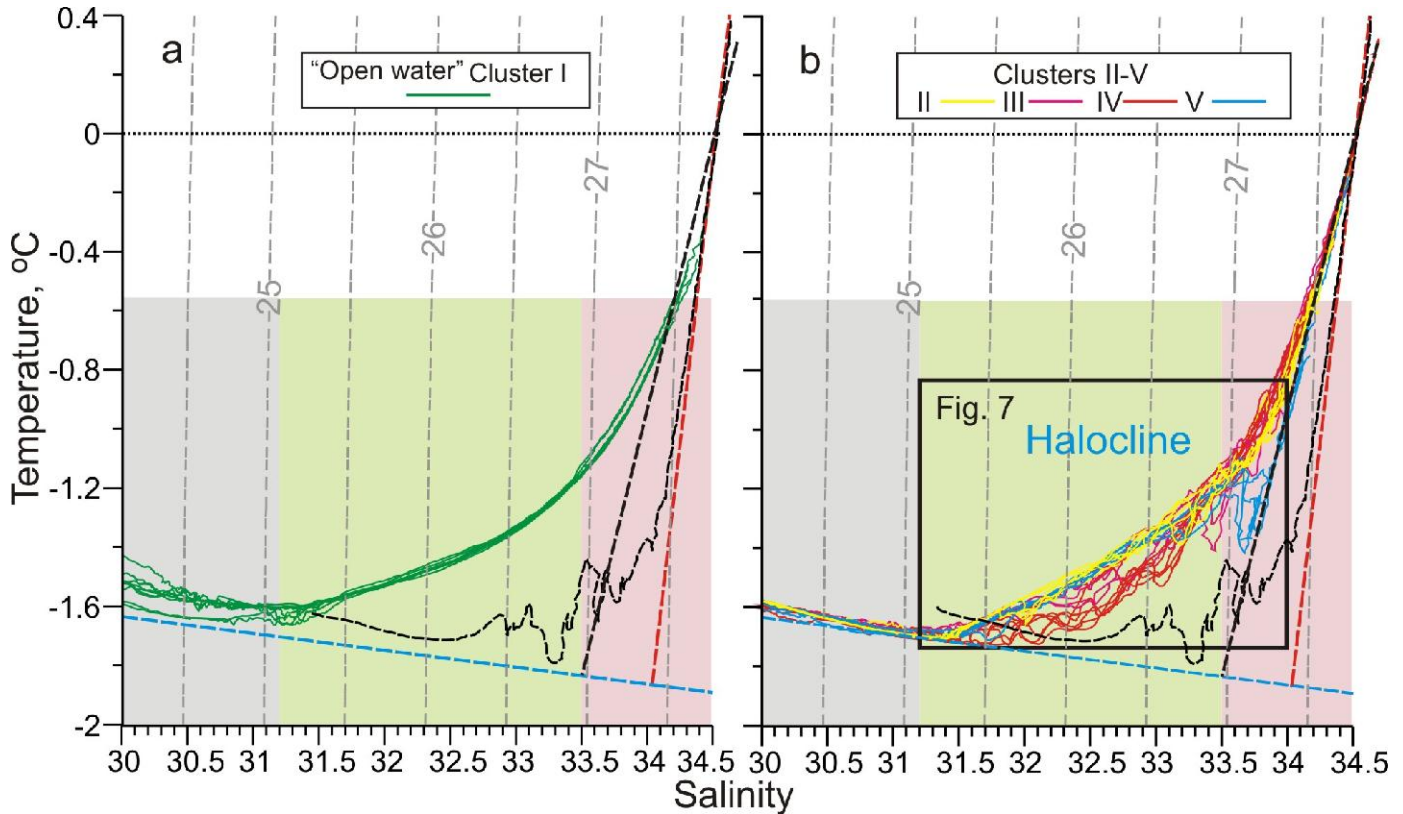 a
"Open water" Cluster I
b
Clusters II-V
II III IV V
0.4
0
-0.4
-0.8
-1.2
-1.6
-2
Temperature, ºC
25
26
27
25
26
27
Fig. 7
Halocline
30 30.5 31 31.5 32 32.5 33 33.5 34 34.5
30 30.5 31 31.5 32 32.5 33 33.5 34 34.5
Salinity